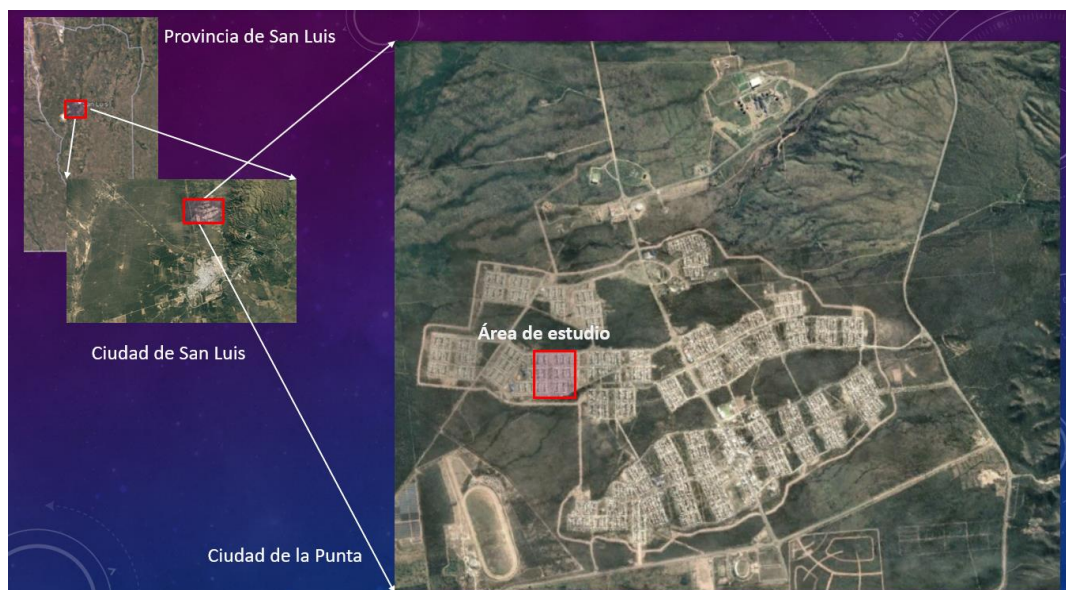 Provincia de San Luis
Ciudad de San Luis
Área de estudio
Ciudad de la Punta